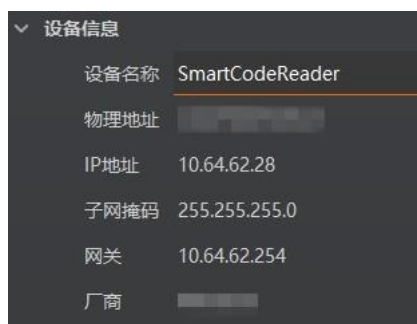 设备信息
设备名称 SmartCodeReader
物理地址
IP地址 10.64.62.28
子网掩码 255.255.255.0
网关 10.64.62.254
厂商